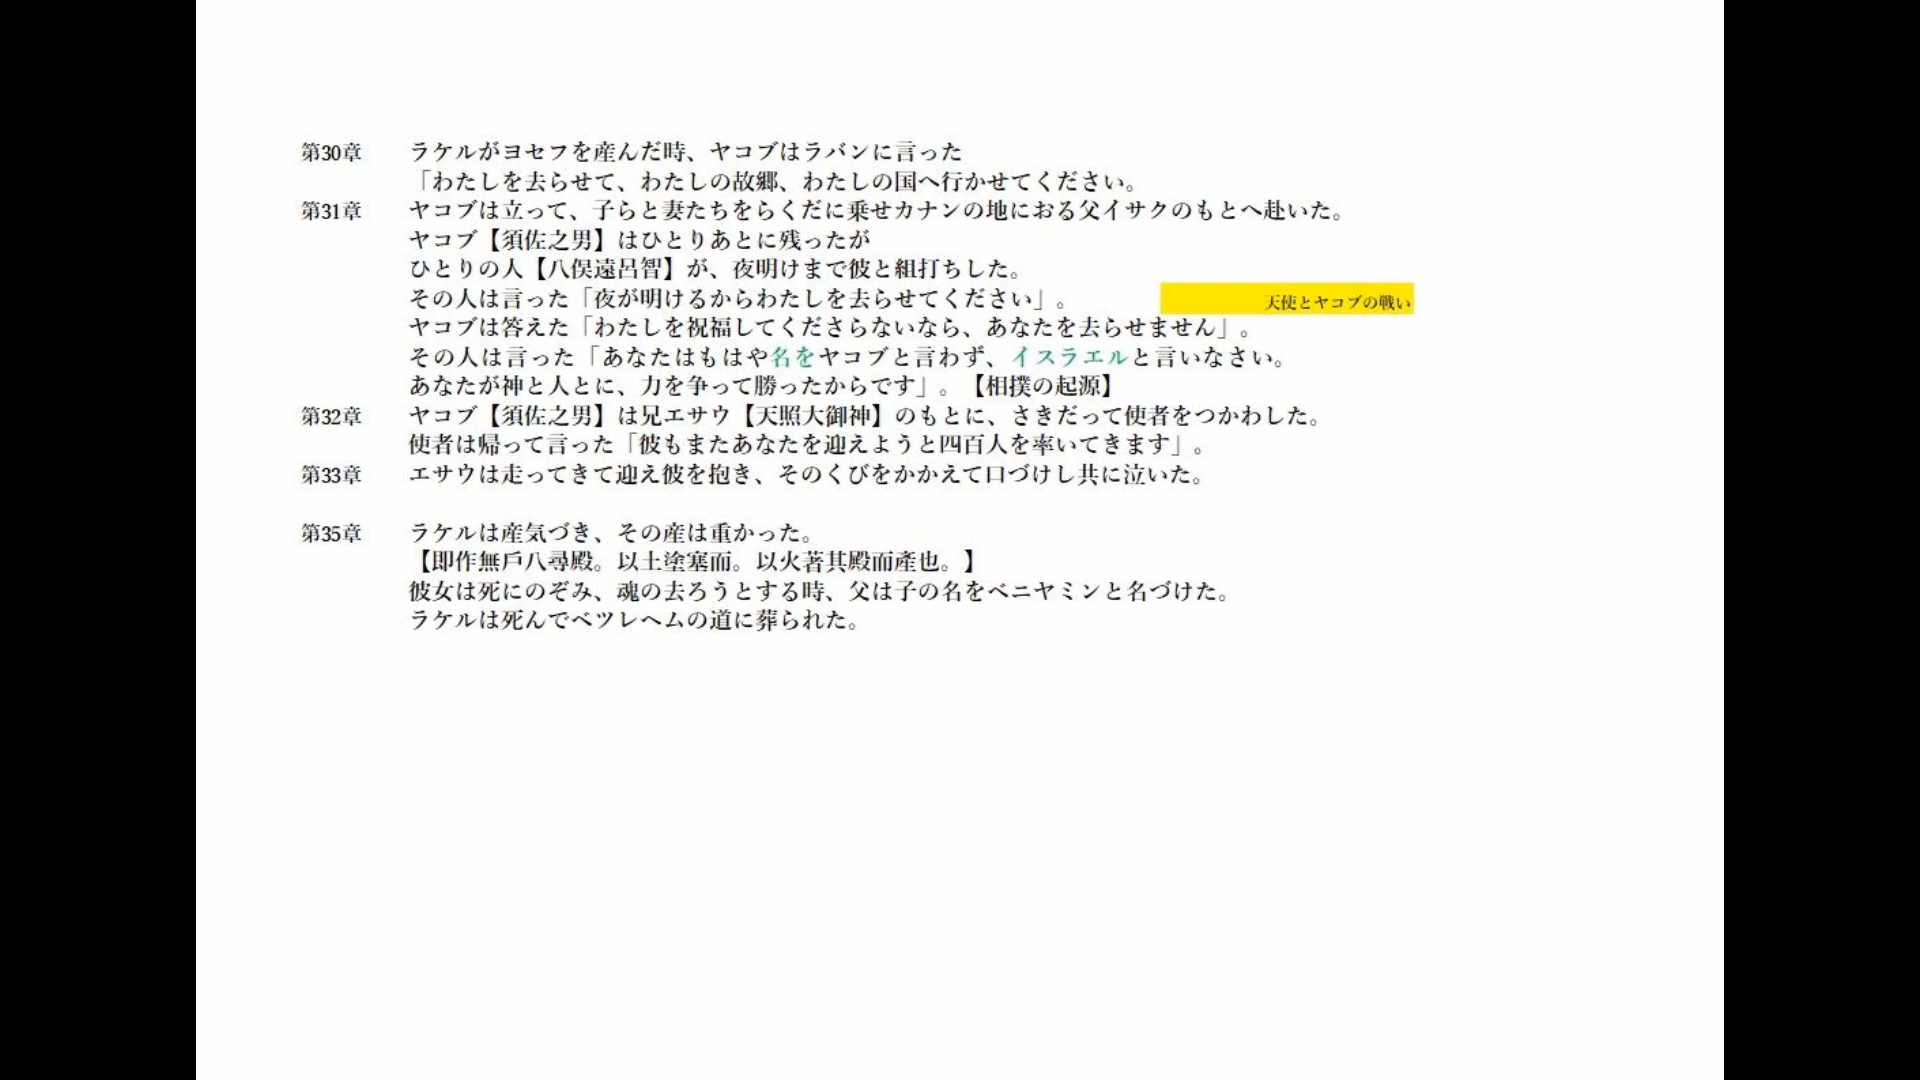 第30章 ラケルがヨセフを産んだ時、ヤコブはラバンに言った
「わたしを去らせて、わたしの故郷、わたしの国へ行かせてください。
第31章 ヤコブは立って、子らと妻たちをらくだに乗せカナンの地におる父イサクのもとへ赴いた。
ヤコブ【須佐之男】はひとりあとに残ったが
ひとりの人【八俣遠呂智】が、夜明けまで彼と組打ちした。
その人は言った「夜が明けるからわたしを去らせてください」。 天使とヤコブの戦い
ヤコブは答えた「わたしを祝福してくださらないなら、あなたを去らせません」。
その人は言った「あなたはもはや名をヤコブと言わず、イスラエルと言いなさい。
あなたが神と人とに、力を争って勝ったからです」。【相撲の起源】
第32章 ヤコブ【須佐之男】は兄エサウ【天照大御神】のもとに、さきだって使者をつかわした。
使者は帰って言った「彼もまたあなたを迎えようと四百人を率いてきます」。
第33章 エサウは走ってきて迎え彼を抱き、そのくびをかかえて口づけし共に泣いた。
第35章 ラケルは産気づき、その産は重かった。
【即作無戶八尋殿。以土塗塞而。以火著其殿而產也。】
彼女は死にのぞみ、魂の去ろうとする時、父は子の名をベニヤミンと名づけた。
ラケルは死んでベツレヘムの道に葬られた。